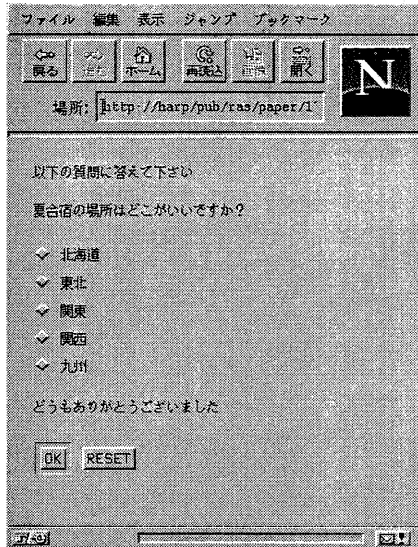 ファイル 編集 表示 ジャンプ ブックマーク
戻る ホーム 再読込 開く
N
場所: http://harp/pub/ras/paper/1
以下の質問に答えて下さい
夏合宿の場所はどこがいいですか?
北海道
東北
関東
関西
九州
どうもありがとうございました
OK RESET